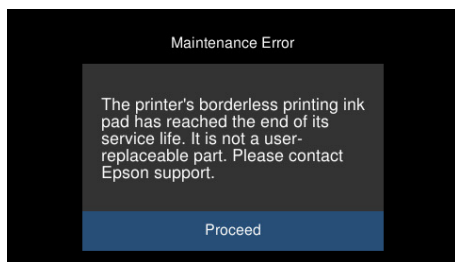 Maintenance Error
The printer's borderless printing ink
pad has reached the end of its
service life. It is not a user-
replaceable part. Please contact
Epson support.
Proceed